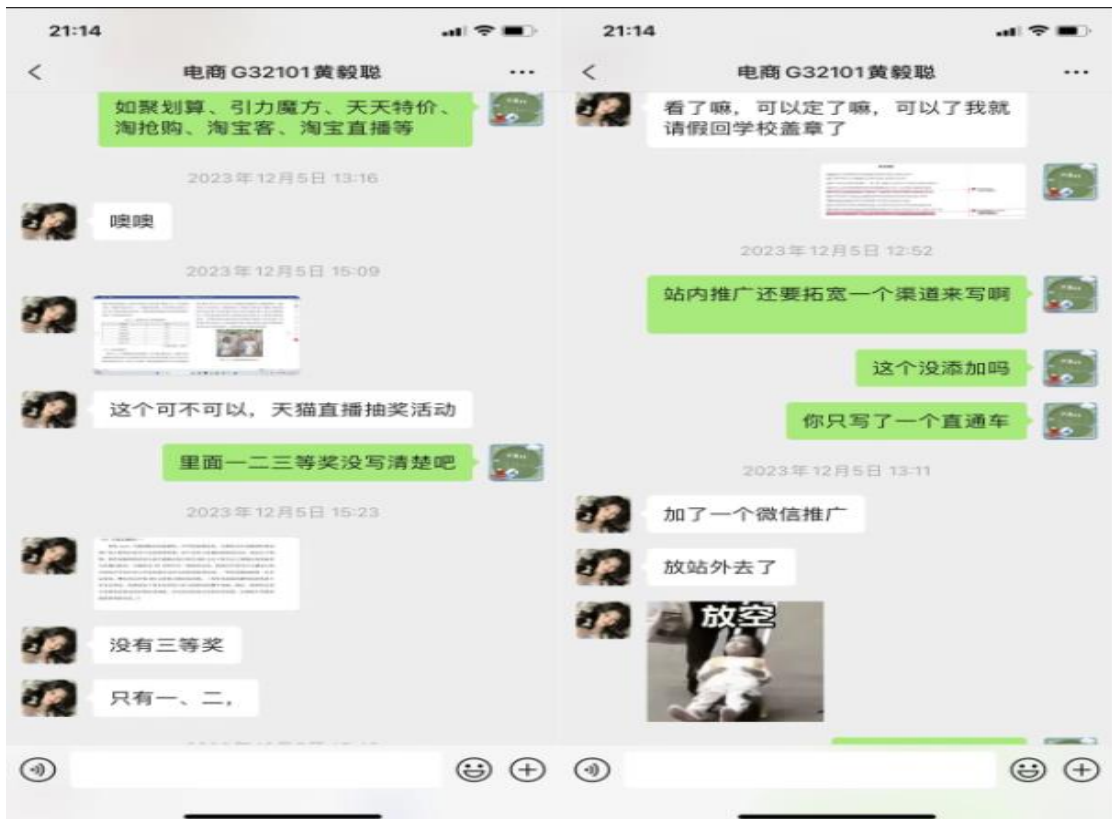 21:14
电商G32101黄毅聪
如聚划算、引力魔方、天天特价、
淘抢购、淘宝客、淘宝直播等
2023年12月5日 13:16
噢噢
2023年12月5日 15:09
这个可不可以，天猫直播抽奖活动
里面一二三等奖没写清楚吧
2023年12月5日 15:23
没有三等奖
只有一、二，
21:14
电商G32101黄毅聪
看了嘛，可以定了嘛，可以了我就
请假回学校盖章了
2023年12月5日 12:52
站内推广还要拓宽一个渠道来写啊
这个没添加吗
你只写了一个直通车
2023年12月5日 13:11
加了一个微信推广
放站外去了
放空